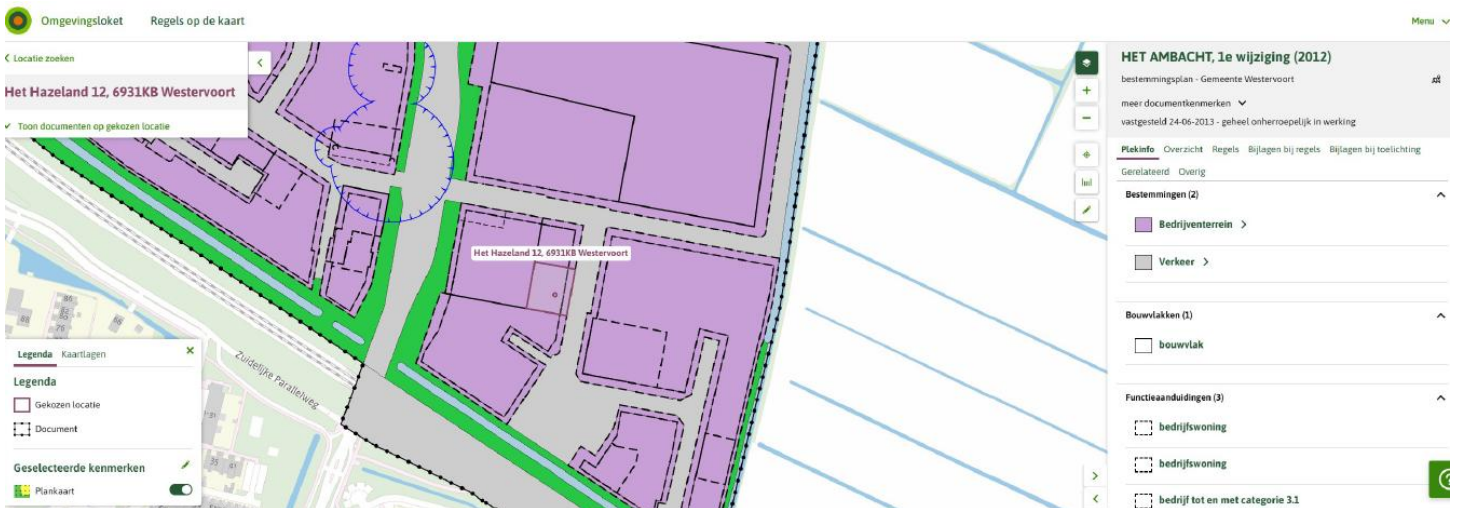 Omgevingsloket
Regels op de kaart
Menu
Locatie zoeken
Het Hazeland 12, 6931KB Westervoort
Toon documenten op gekozen locatie
Het Hazeland 12, 6931KB Westervoort
Zuidelijke Parallelweg
Legenda Kaartlagen
Legenda
Gekozen locatie
Document
Geselecteerde kenmerken
Plankaart
HET AMBACHT, 1e wijziging (2012)
bestemmingsplan - Gemeente Westervoort
meer documentkenmerken
vastgesteld 24-06-2013 - geheel onherroepelijk in werking
Plekinfo Overzicht Regels Bijlagen bij regels Bijlagen bij toelichting
Gerelateerd Overig
Bestemmingen (2)
Bedrijventerrein
Verkeer
Bouwvlakken (1)
bouwvlak
Functieaanduidingen (3)
bedrijfswoning
bedrijfswoning
bedrijf tot en met categorie 3.1